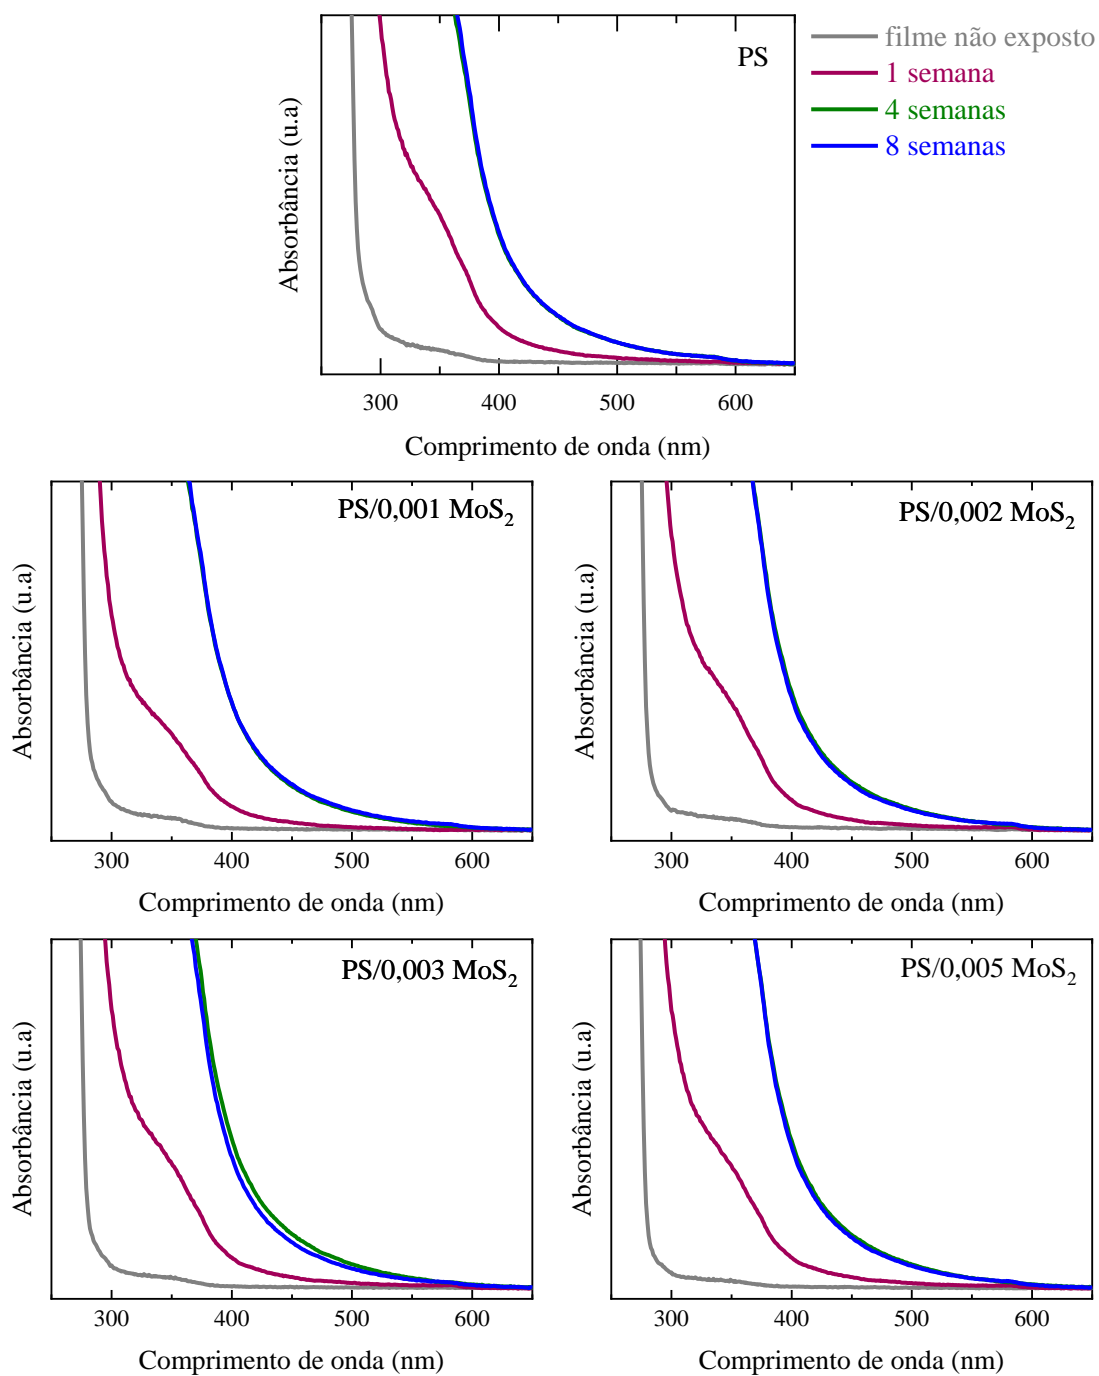 PS
filme não exposto
1 semana
4 semanas
8 semanas
Absorbância (u.a)
300 400 500 600
Comprimento de onda (nm)
PS/0,001 MoS₂
Absorbância (u.a)
300 400 500 600
Comprimento de onda (nm)
PS/0,002 MoS₂
Absorbância (u.a)
300 400 500 600
Comprimento de onda (nm)
PS/0,003 MoS₂
Absorbância (u.a)
300 400 500 600
Comprimento de onda (nm)
PS/0,005 MoS₂
Absorbância (u.a)
300 400 500 600
Comprimento de onda (nm)